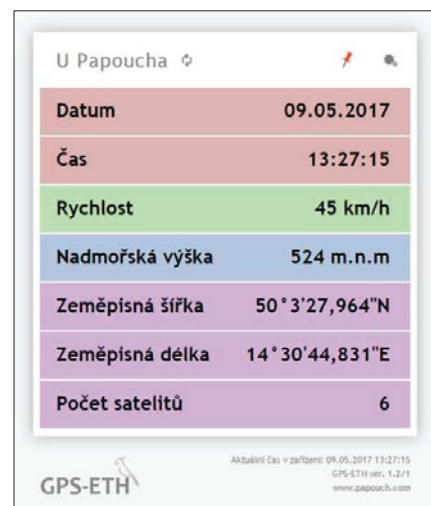 U Papoucha
Datum 09.05.2017
Čas 13:27:15
Rychlost 45 km/h
Nadmořská výška 524 m.n.m
Zeměpisná šířka 50°3'27,964"N
Zeměpisná délka 14°30'44,831"E
Počet satelitů 6
Aktuální čas v zařízení: 09.05.2017 13:27:15
GPS-ETH ver. 1.2/1
www.papouch.com
GPS-ETH